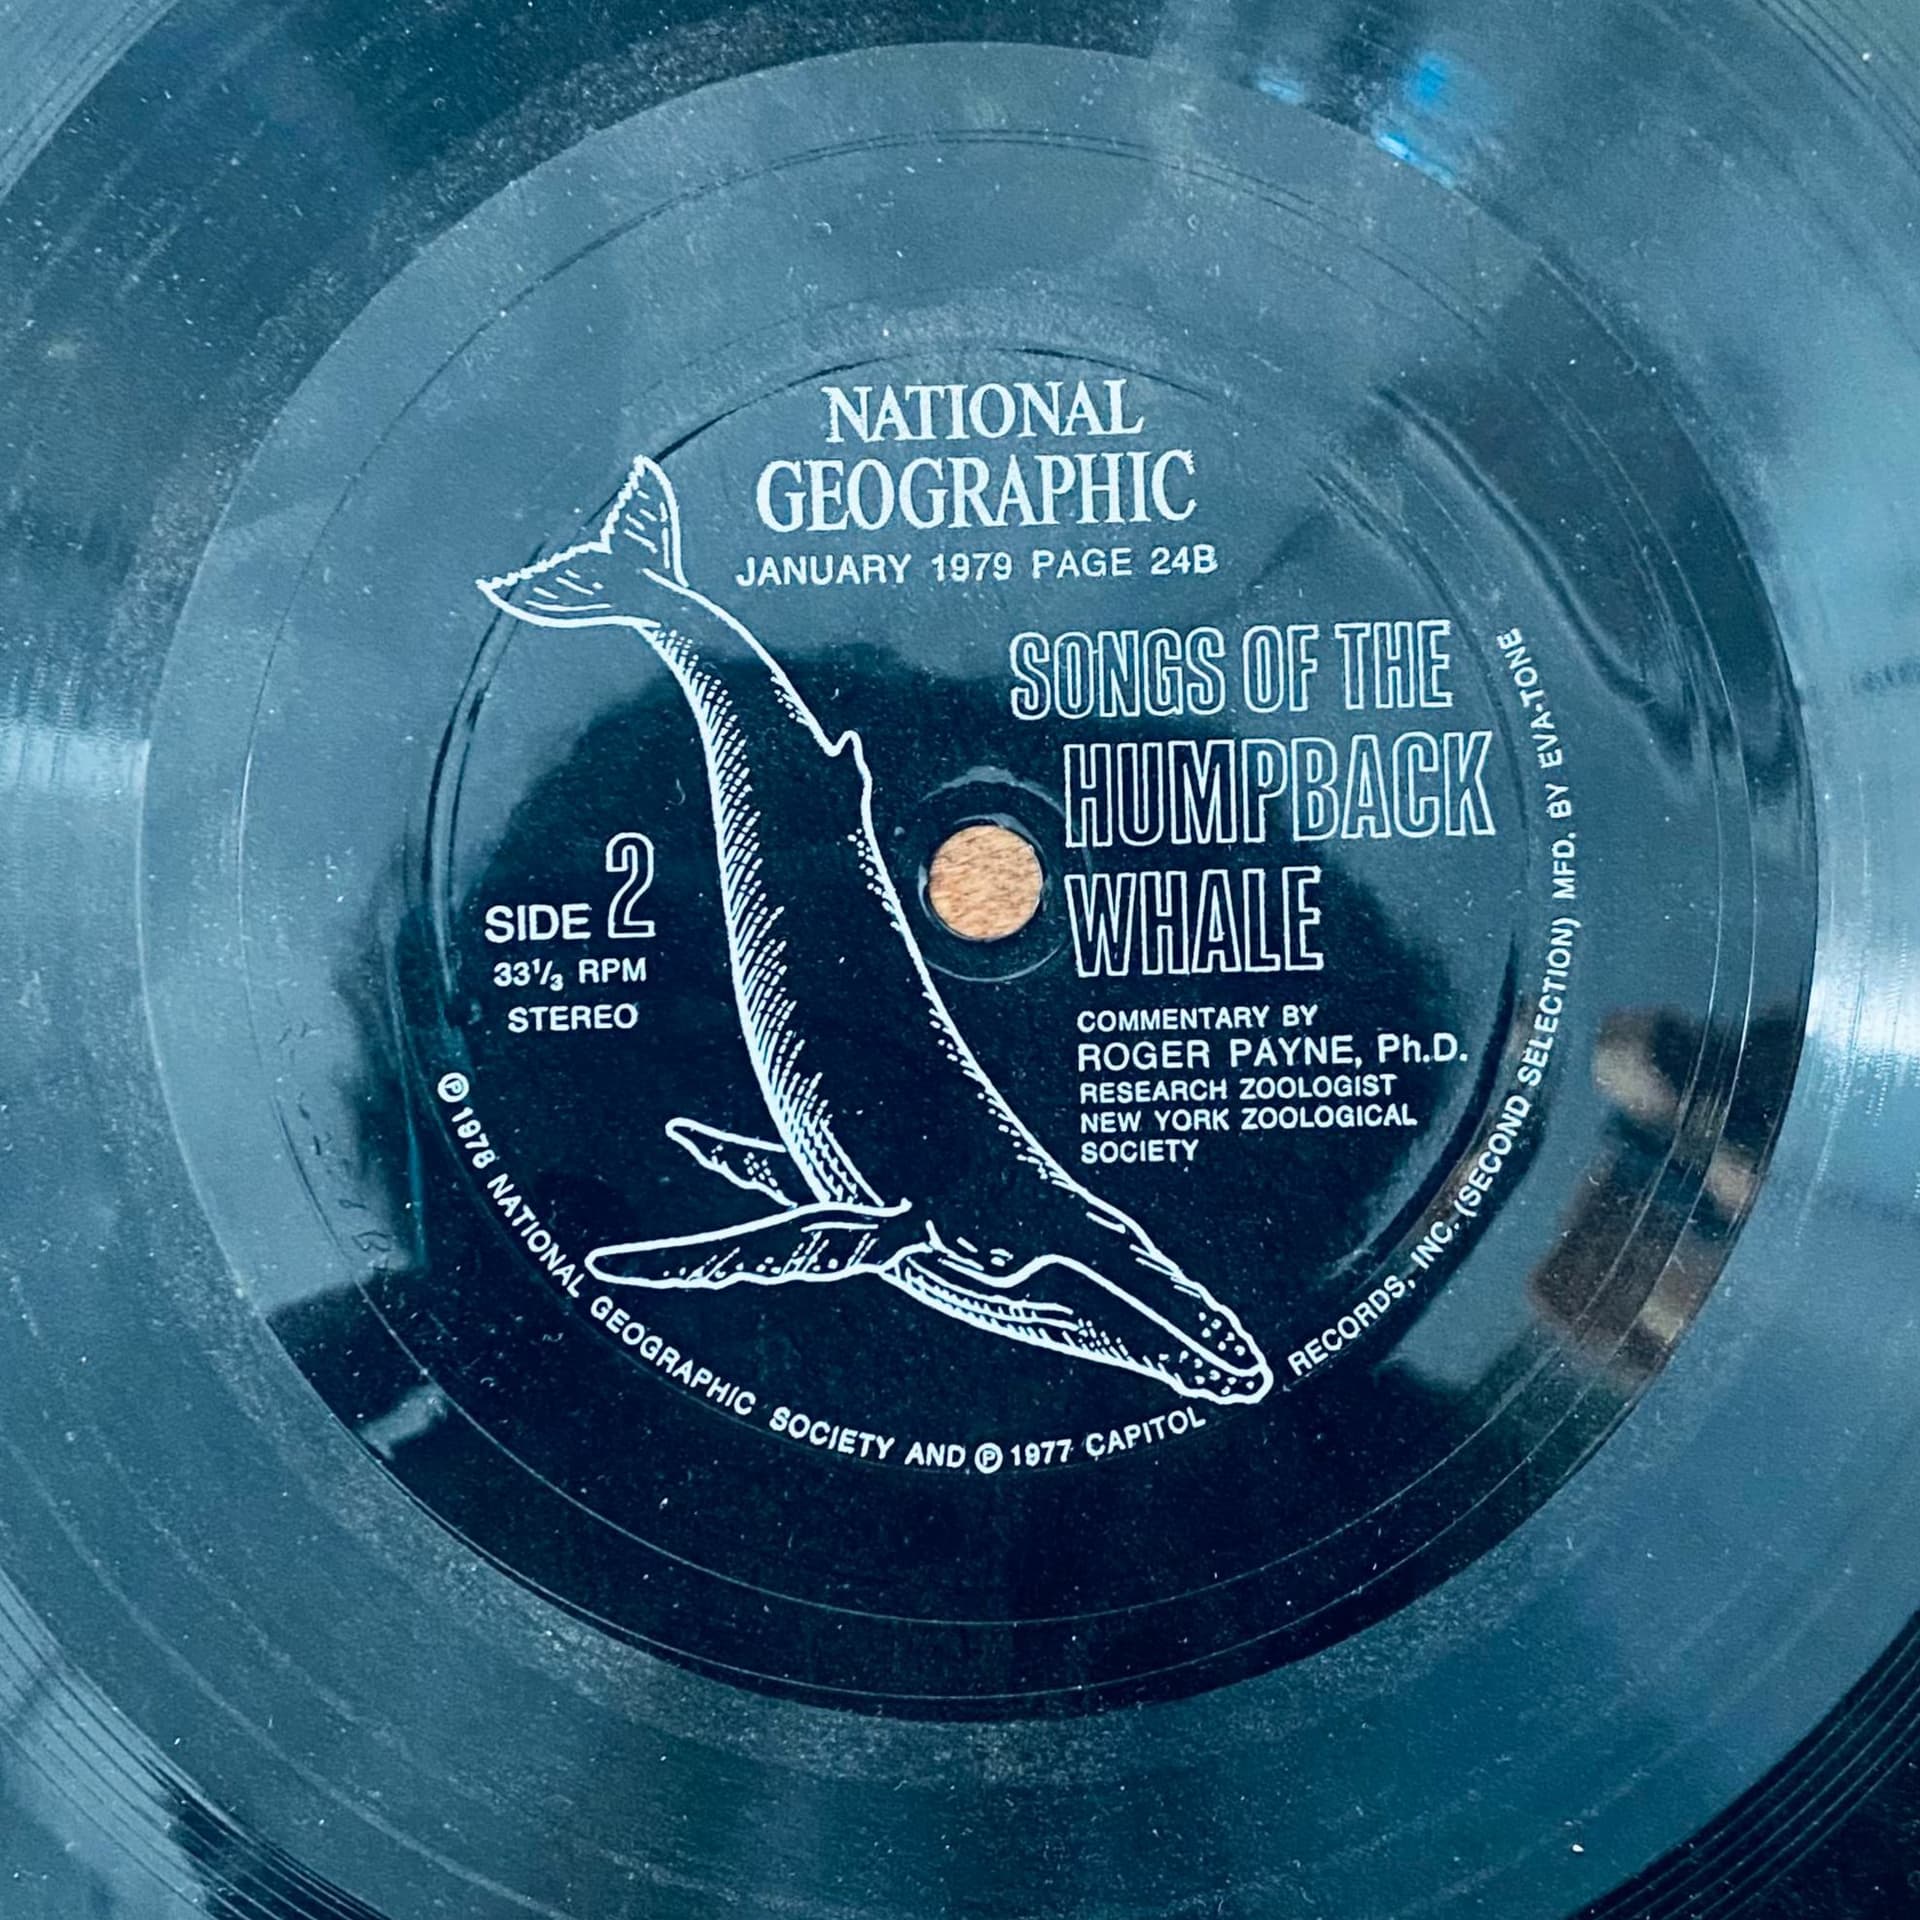 NATIONAL
GEOGRAPHIC
JANUARY 1979 PAGE 24B
SONGS OF THE
HUMPBACK
WHALE
SIDE 2
33⅓ RPM
STEREO
COMMENTARY BY
ROGER PAYNE, Ph.D.
RESEARCH ZOOLOGIST
NEW YORK ZOOLOGICAL
SOCIETY
℗ 1978 NATIONAL GEOGRAPHIC SOCIETY AND ℗ 1977 CAPITOL RECORDS, INC. (SECOND SELECTION) MFD. BY EVA-TONE